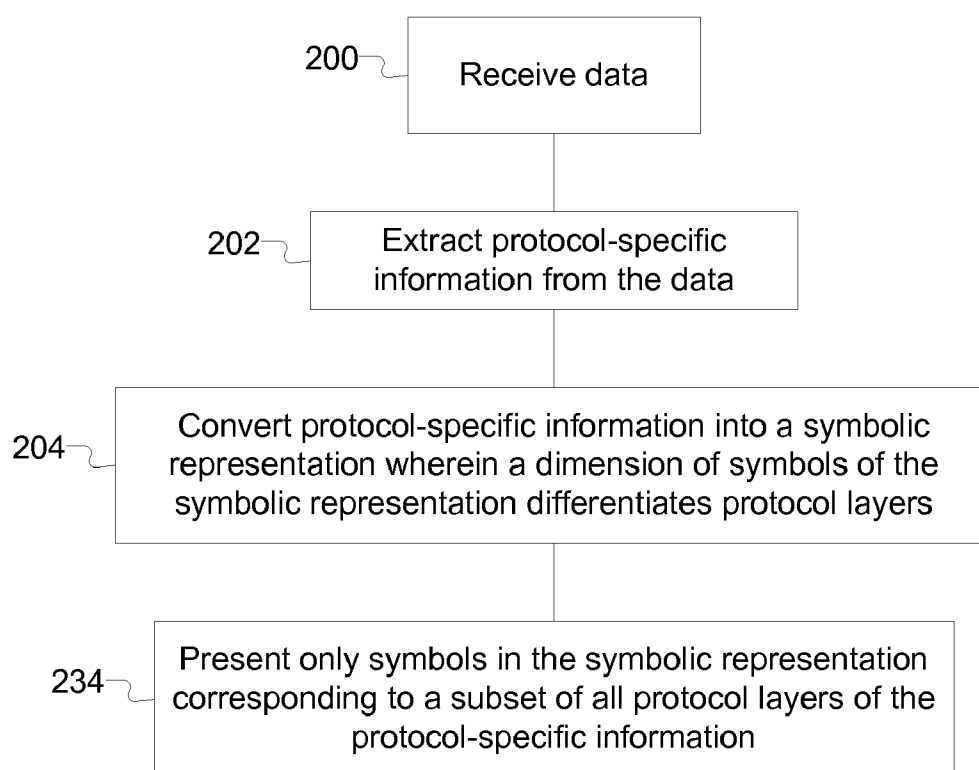 200
Receive data
202
Extract protocol-specific
information from the data
204
Convert protocol-specific information into a symbolic
representation wherein a dimension of symbols of the
symbolic representation differentiates protocol layers
234
Present only symbols in the symbolic representation
corresponding to a subset of all protocol layers of the
protocol-specific information